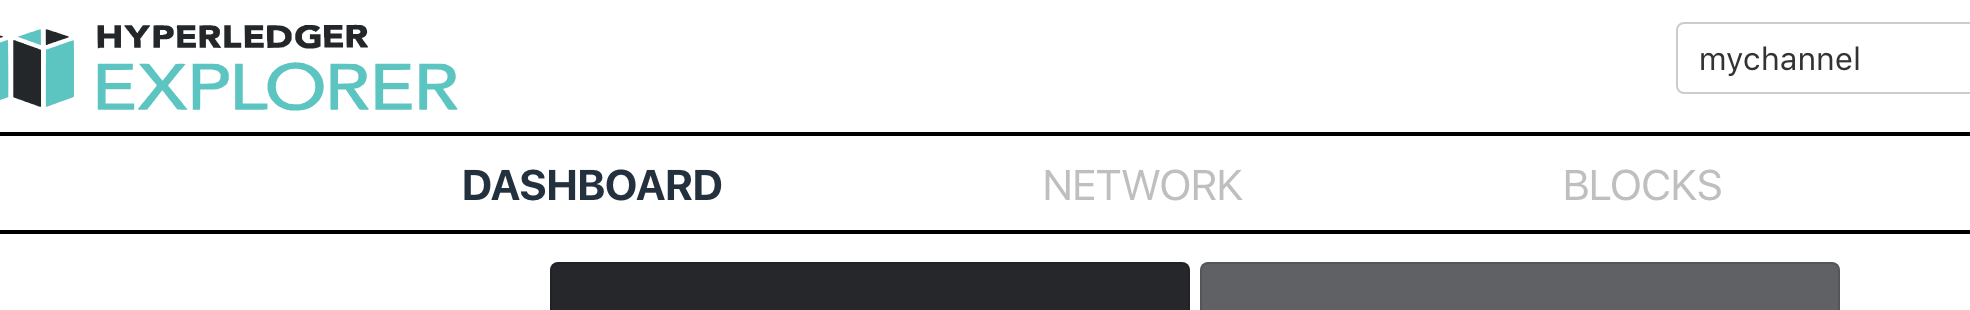 HYPERLEDGER
EXPLORER
mychannel
DASHBOARD NETWORK BLOCKS